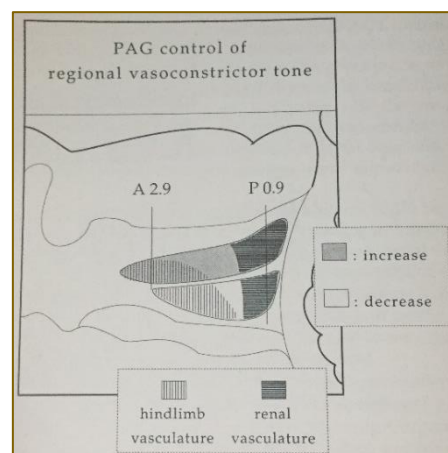 PAG control of
regional vasoconstrictor tone
A 2.9
P 0.9
: increase
: decrease
hindlimb
vasculature
renal
vasculature